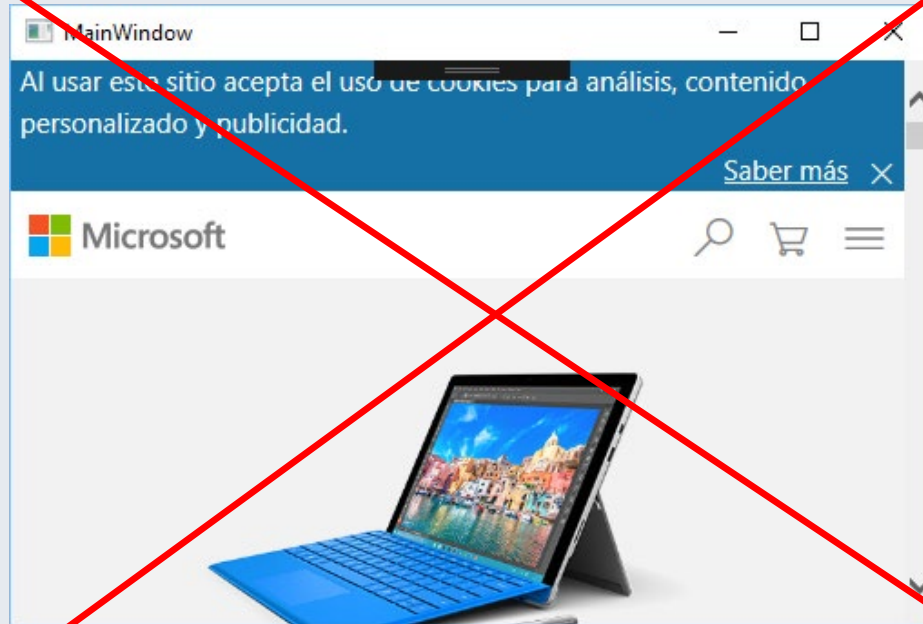 MainWindow
Al usar este sitio acepta el uso de cookies para análisis, contenido
personalizado y publicidad.
Saber más
Microsoft